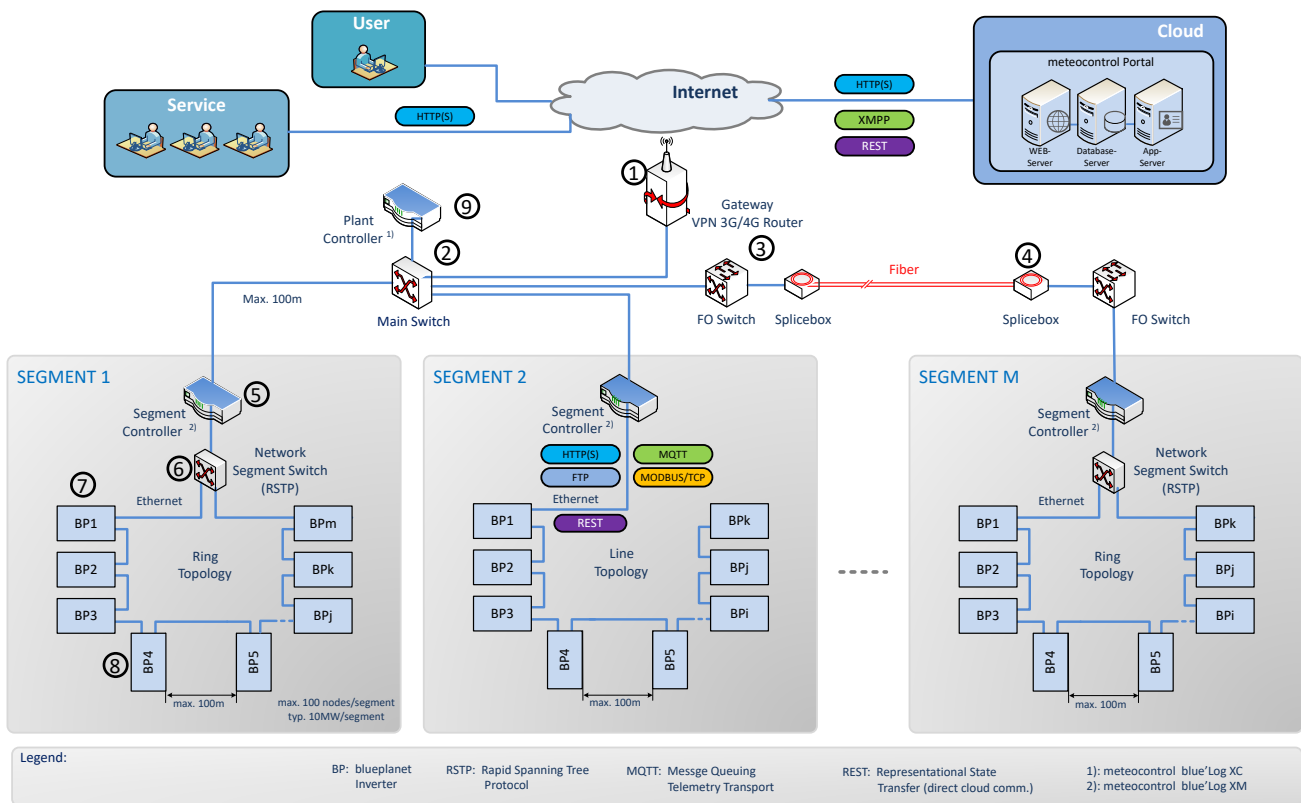 User
Service
HTTP(S)
Internet
HTTP(S)
XMPP
REST
Cloud
meteocontrol Portal
WEB-
Server
Database-
Server
App-
Server
1
Gateway
VPN 3G/4G Router
9
Plant
Controller 1)
2
Main Switch
Max. 100m
3
FO Switch
Splicebox
Fiber
4
Splicebox
FO Switch
SEGMENT 1
5
Segment
Controller 2)
6
Network
Segment Switch
(RSTP)
7
Ethernet
BP1
BP2
BP3
8
BP4
BP5
BPm
BPk
BPj
Ring
Topology
max. 100m
max. 100 nodes/segment
typ. 10MW/segment
SEGMENT 2
Segment
Controller 2)
HTTP(S)
MQTT
FTP
MODBUS/TCP
Ethernet
REST
BP1
BP2
BP3
BP4
BP5
BPk
BPj
BPi
Line
Topology
max. 100m
SEGMENT M
Segment
Controller 2)
Network
Segment Switch
(RSTP)
Ethernet
BP1
BP2
BP3
BP4
BP5
BPk
BPj
BPi
Ring
Topology
max. 100m
Legend:
BP: blueplanet
Inverter
RSTP: Rapid Spanning Tree
Protocol
MQTT: Messge Queuing
Telemetry Transport
REST: Representational State
Transfer (direct cloud comm.)
1): meteocontrol blue'Log XC
2): meteocontrol blue'Log XM